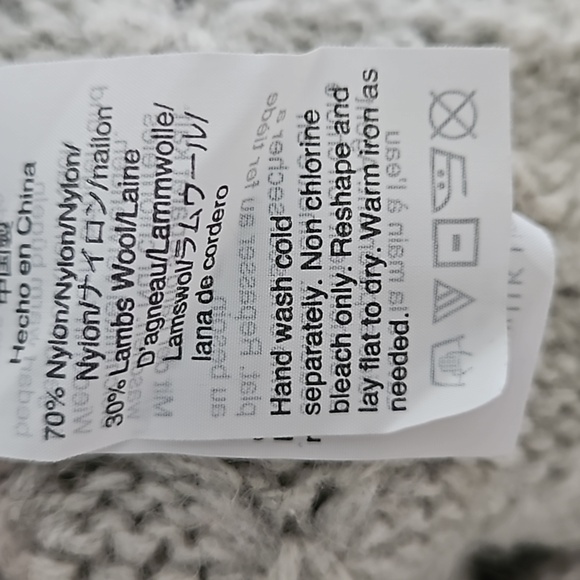 中国製
Hecho en China
70% Nylon/Nylon/Nylon/
Nylon/ナイロン/nailon
30% Lambs Wool/Laine
D'agneau/Lammwolle/
Lamswol/ラムウール/
lana de cordero
Hand wash cold
separately. Non chlorine
bleach only. Reshape and
lay flat to dry. Warm iron as
needed.